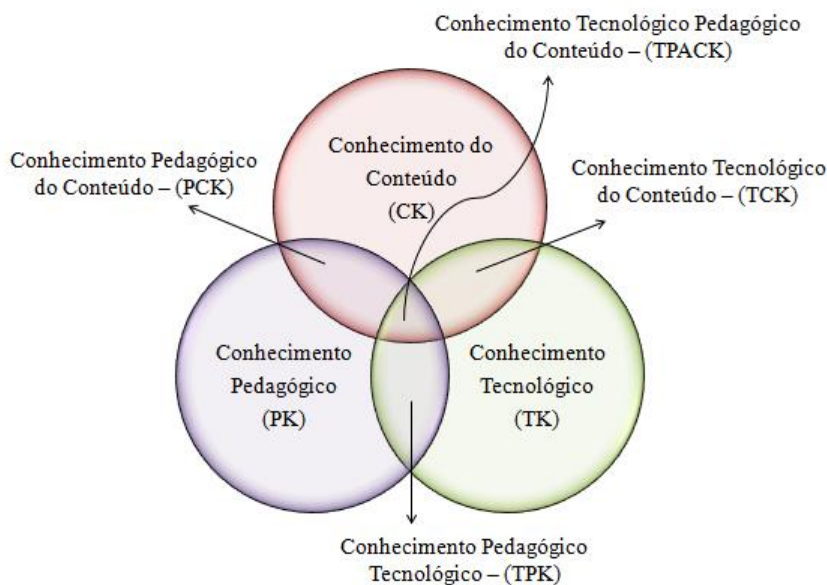 Conhecimento Tecnológico Pedagógico
do Conteúdo – (TPACK)
Conhecimento do
Conteúdo
(CK)
Conhecimento Pedagógico
do Conteúdo – (PCK)
Conhecimento Tecnológico
do Conteúdo – (TCK)
Conhecimento
Pedagógico
(PK)
Conhecimento
Tecnológico
(TK)
Conhecimento Pedagógico
Tecnológico – (TPK)